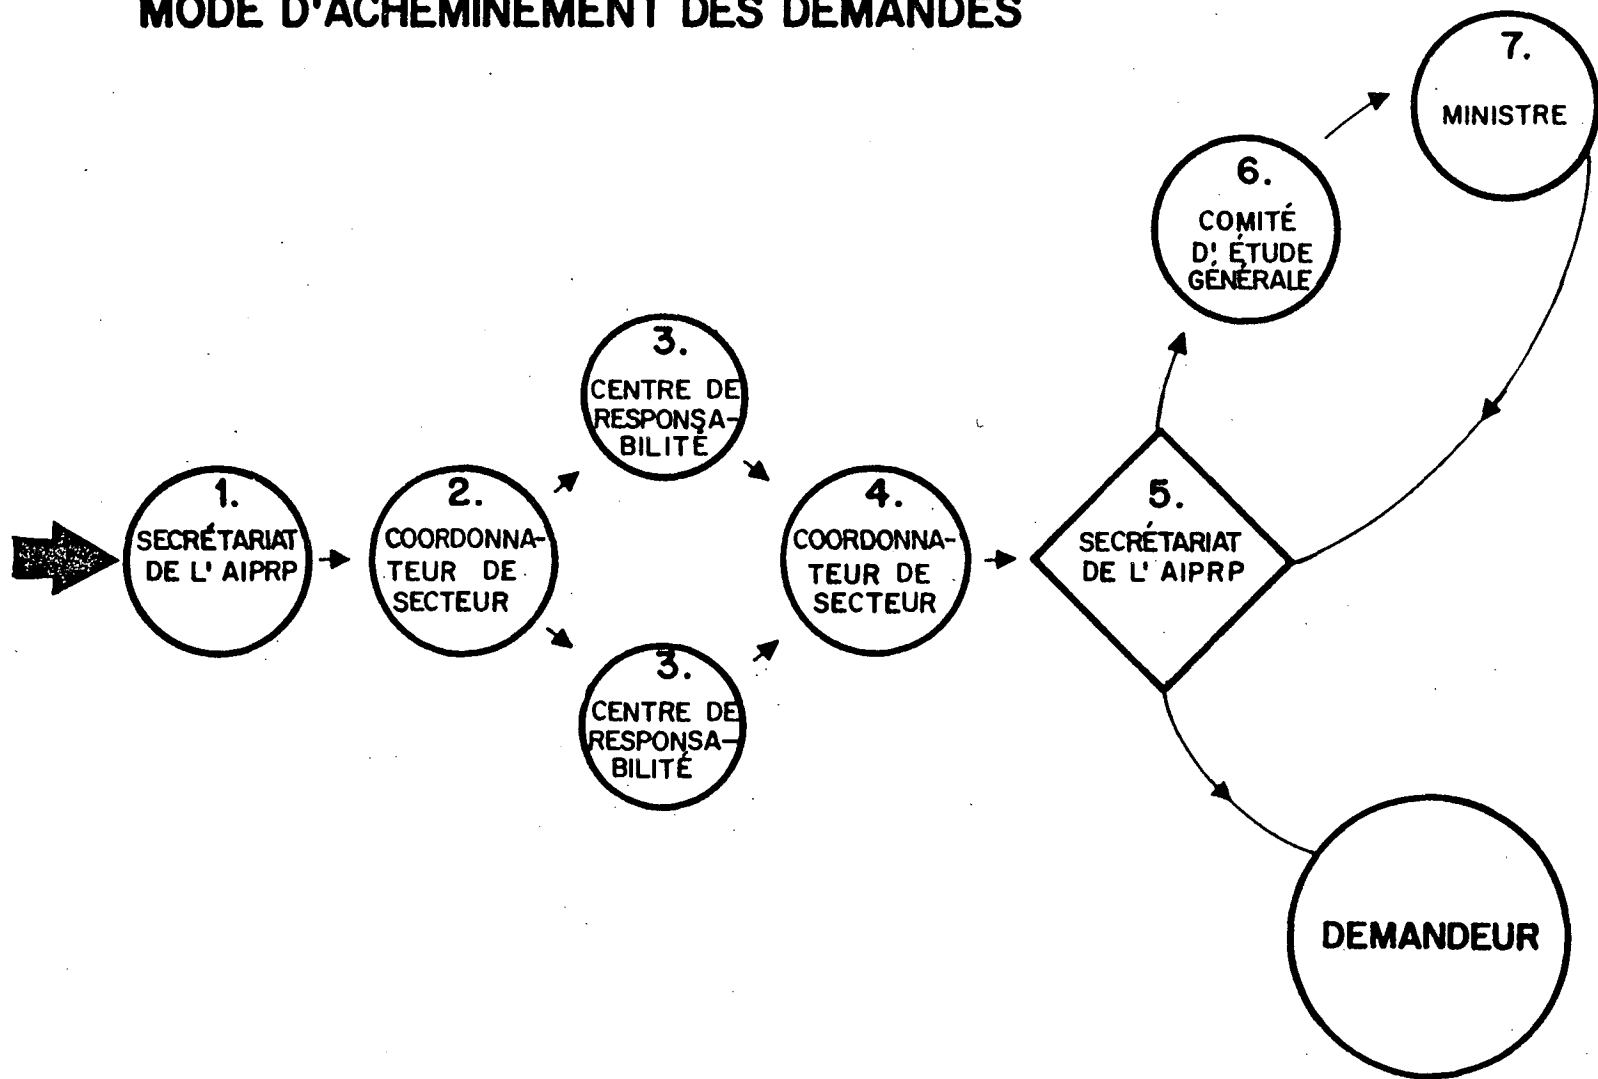 MODE D'ACHEMINEMENT DES DEMANDES
7.
MINISTRE
6.
COMITÉ
D' ÉTUDE
GÉNÉRALE
3.
CENTRE DE
RESPONSA-
BILITÉ
1.
SECRÉTARIAT
DE L' AIPRP
2.
COORDONNA-
TEUR DE
SECTEUR
4.
COORDONNA-
TEUR DE
SECTEUR
5.
SECRÉTARIAT
DE L' AIPRP
3.
CENTRE DE
RESPONSA-
BILITÉ
DEMANDEUR